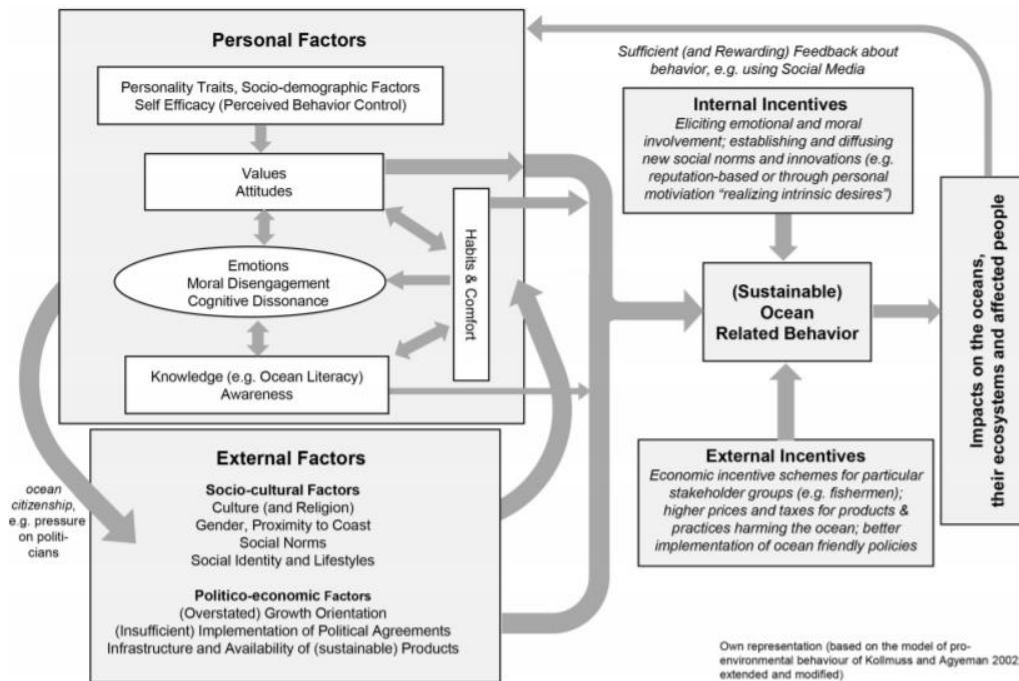 Personal Factors
Personality Traits, Socio-demographic Factors
Self Efficacy (Perceived Behavior Control)
Values
Attitudes
Emotions
Moral Disengagement
Cognitive Dissonance
Habits & Comfort
Knowledge (e.g. Ocean Literacy)
Awareness
ocean
citizenship,
e.g. pressure
on politi-
cians
External Factors
Socio-cultural Factors
Culture (and Religion)
Gender, Proximity to Coast
Social Norms
Social Identity and Lifestyles
Politico-economic Factors
(Overstated) Growth Orientation
(Insufficient) Implementation of Political Agreements
Infrastructure and Availability of (sustainable) Products
Sufficient (and Rewarding) Feedback about
behavior, e.g. using Social Media
Internal Incentives
Eliciting emotional and moral
involvement; establishing and diffusing
new social norms and innovations (e.g.
reputation-based or through personal
motiviation “realizing intrinsic desires”)
(Sustainable)
Ocean
Related Behavior
External Incentives
Economic incentive schemes for particular
stakeholder groups (e.g. fishermen);
higher prices and taxes for products &
practices harming the ocean; better
implementation of ocean friendly policies
Impacts on the oceans,
their ecosystems and affected people
Own representation (based on the model of pro-
environmental behaviour of Kollmuss and Agyeman 2002
extended and modified)